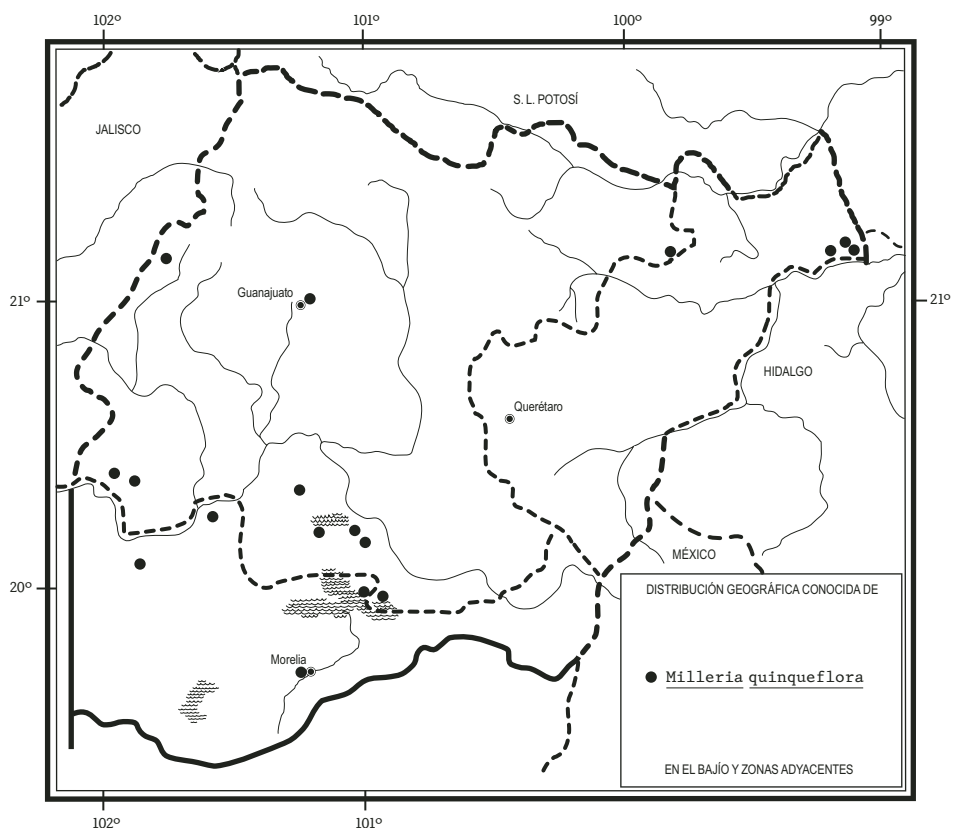 102º 101º 100º 99º
S. L. POTOSÍ
JALISCO
Guanajuato
21º 21º
HIDALGO
Querétaro
MÉXICO
20º
DISTRIBUCIÓN GEOGRÁFICA CONOCIDA DE
Morelia
Milleria quinqueflora
EN EL BAJÍO Y ZONAS ADYACENTES
102º 101º